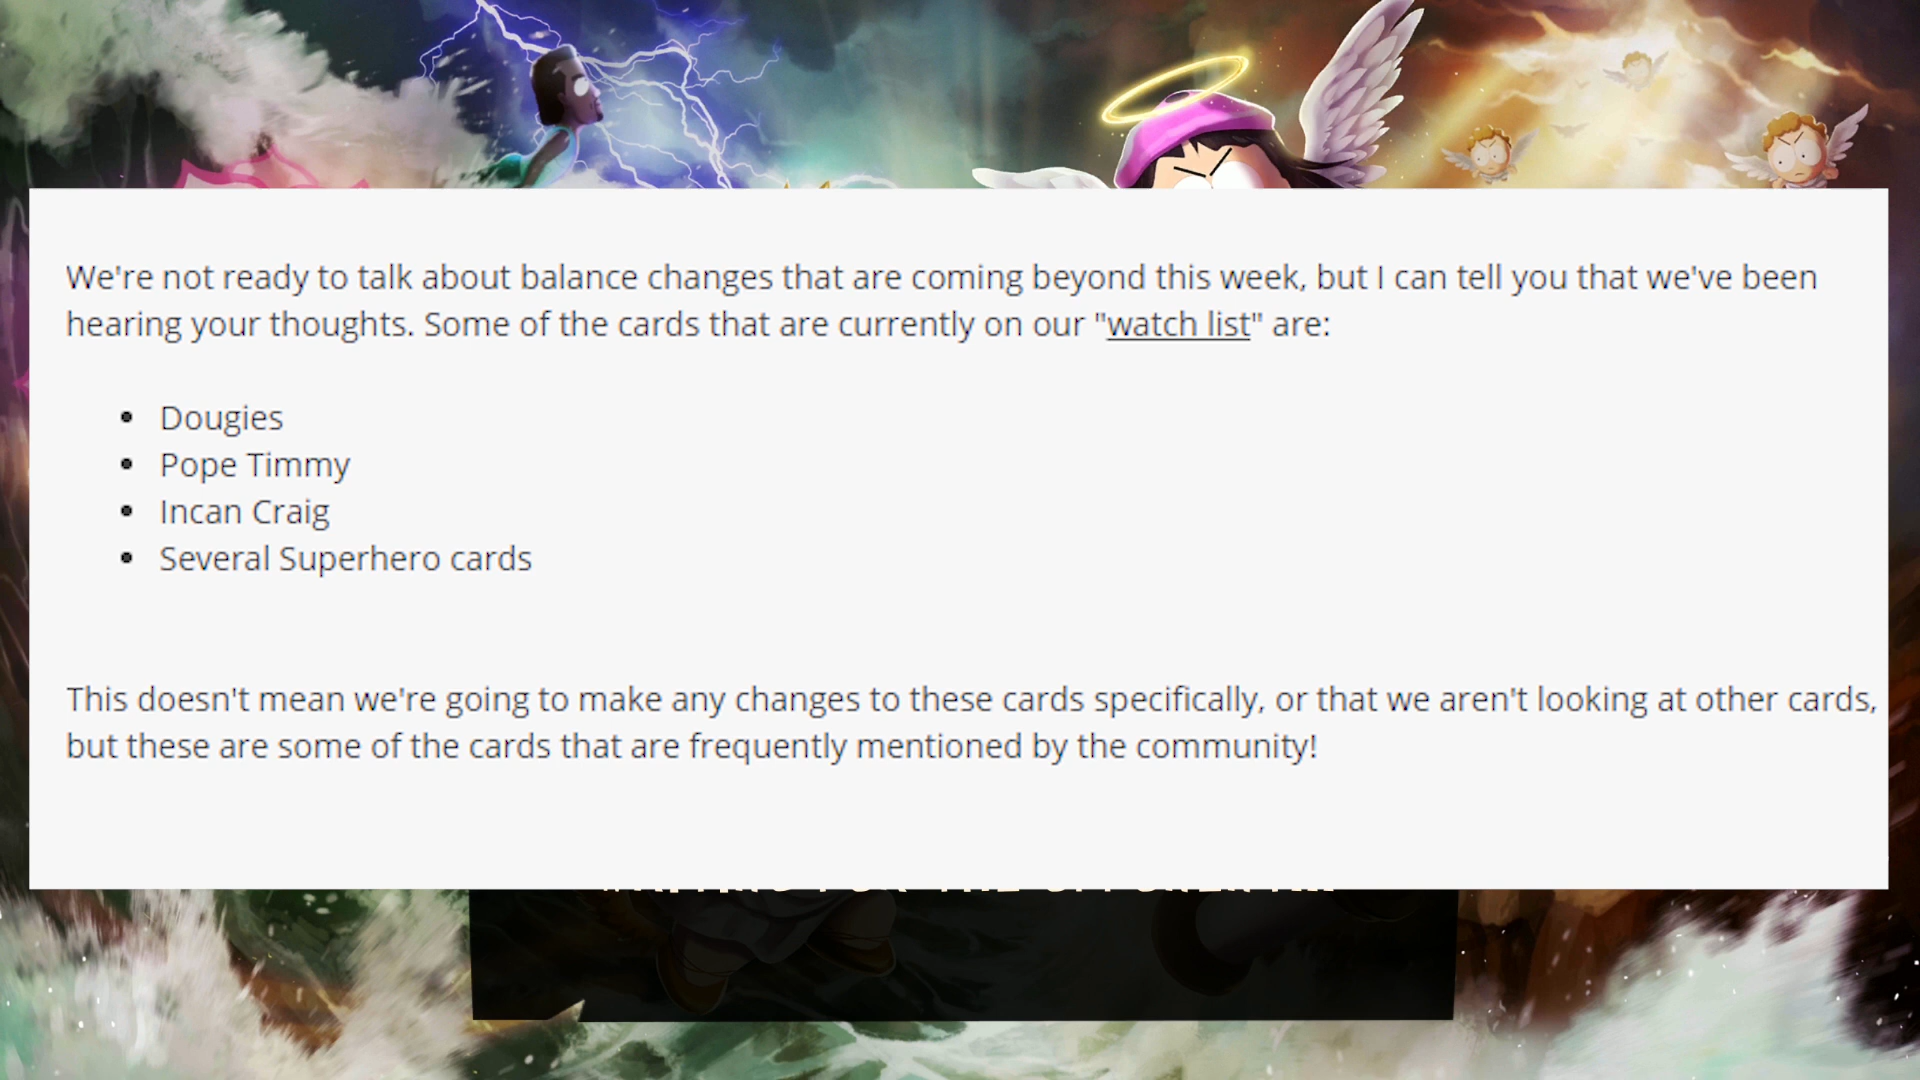 We're not ready to talk about balance changes that are coming beyond this week, but I can tell you that we've been
hearing your thoughts. Some of the cards that are currently on our "watch list" are:
• Dougies
• Pope Timmy
• Incan Craig
• Several Superhero cards
This doesn't mean we're going to make any changes to these cards specifically, or that we aren't looking at other cards,
but these are some of the cards that are frequently mentioned by the community!